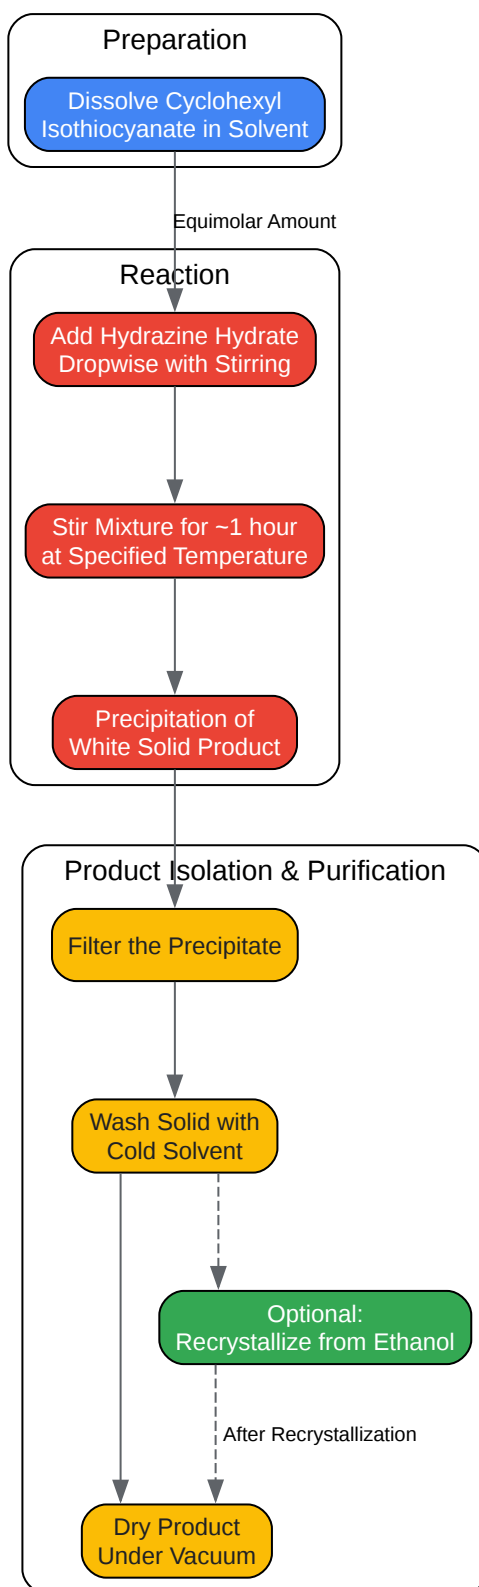 Preparation
Dissolve Cyclohexyl
Isothiocyanate in Solvent
Equimolar Amount
Reaction
Add Hydrazine Hydrate
Dropwise with Stirring
Stir Mixture for ~1 hour
at Specified Temperature
Precipitation of
White Solid Product
Product Isolation & Purification
Filter the Precipitate
Wash Solid with
Cold Solvent
Optional:
Recrystallize from Ethanol
After Recrystallization
Dry Product
Under Vacuum